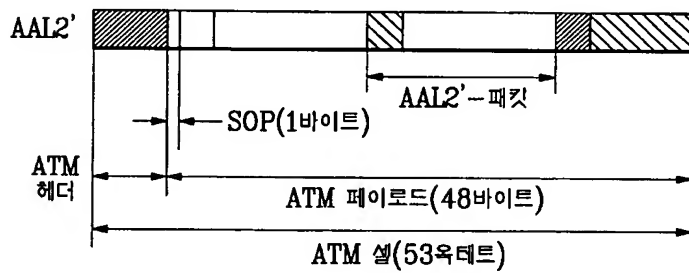 AAL2'
AAL2'-패킷
SOP(1바이트)
ATM
헤더
ATM 페이로드(48바이트)
ATM 셀(53옥테트)